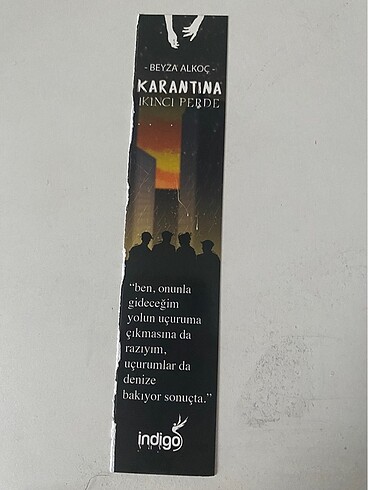 - BEYZA ALKOÇ -
KARANTINA
İKİNCİ PERDE
“ben, onunla
gideceğim
yolun uçuruma
çıkmasına da
razıyım,
uçurumlar da
denize
bakıyor sonuçta.”
indigo